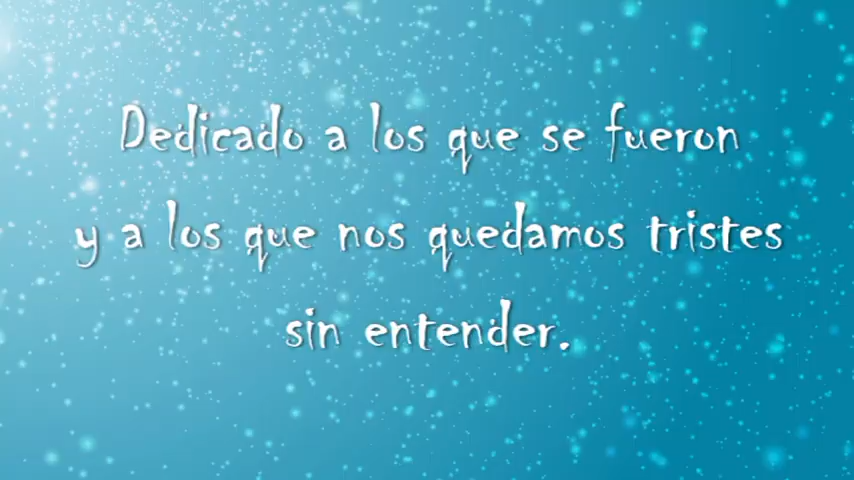 Dedicado a los que se fueron
y a los que nos quedamos tristes
sin entender.